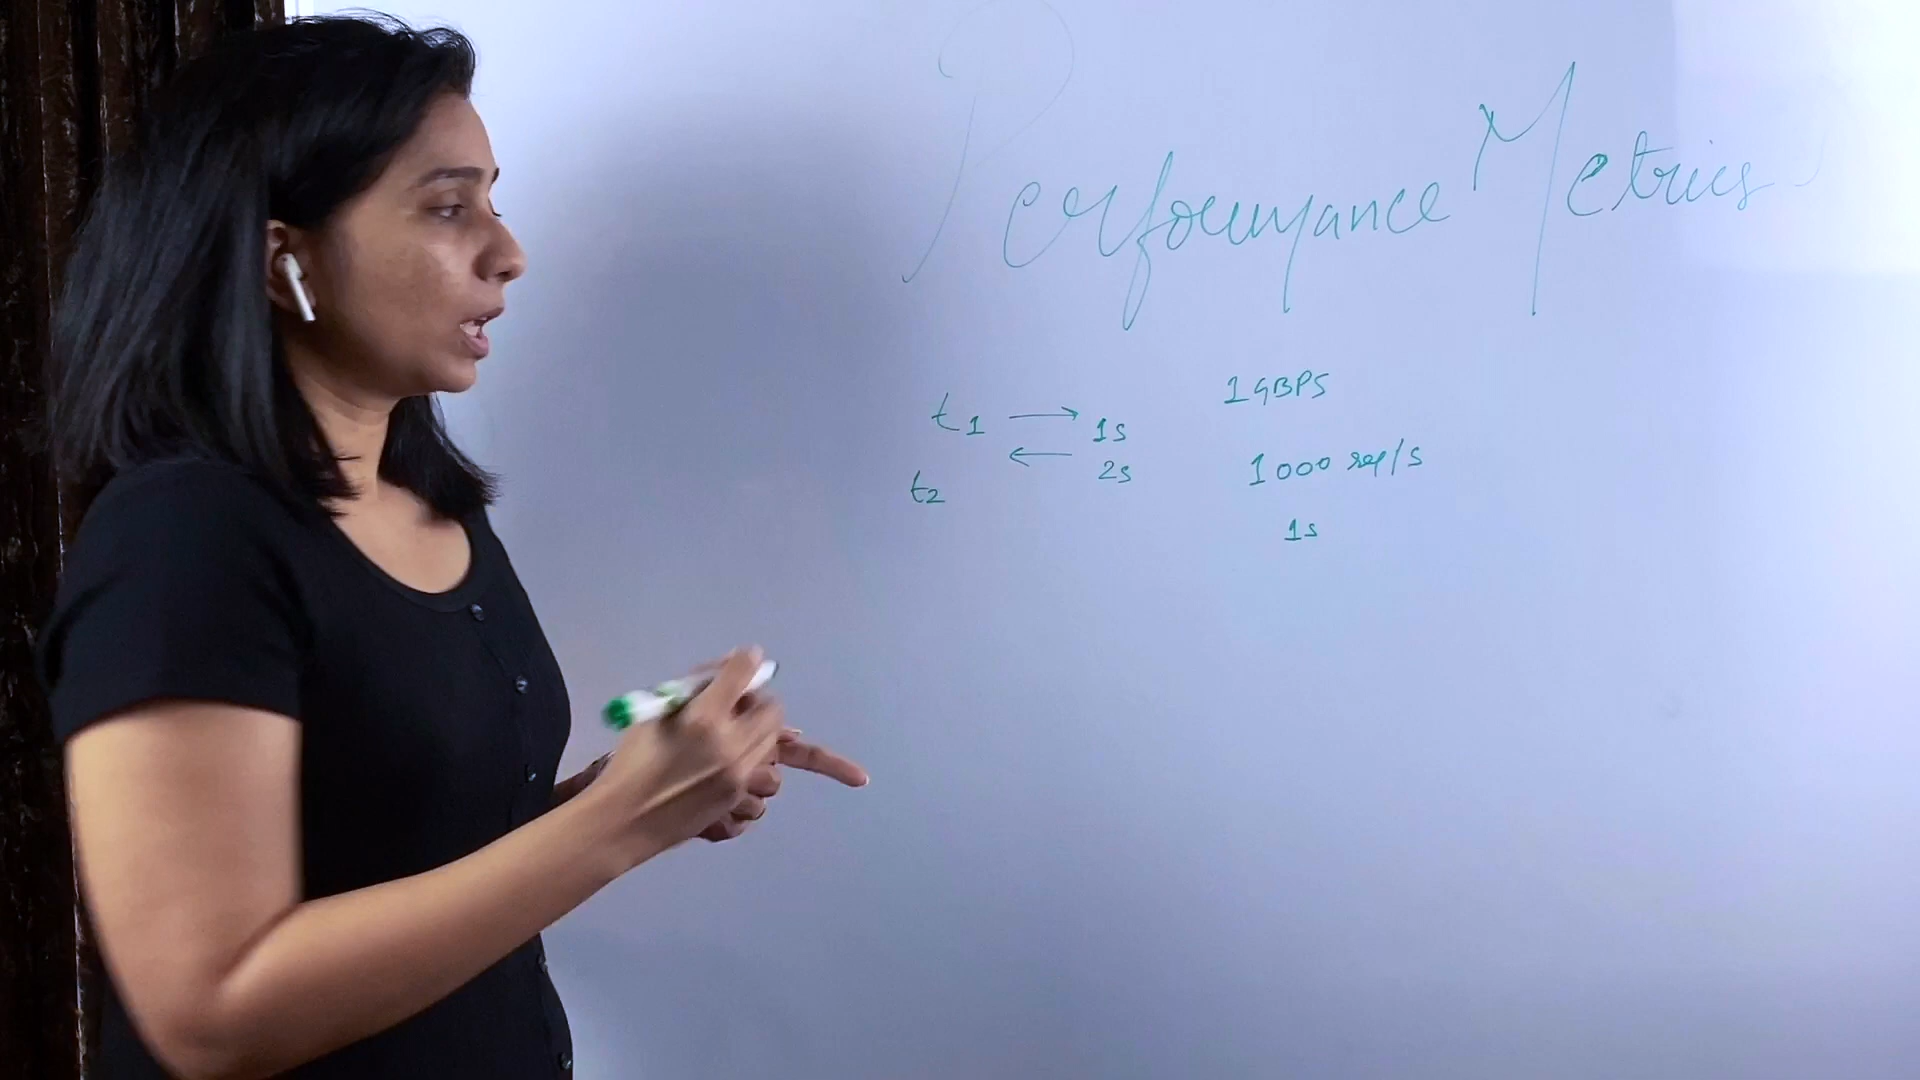 Performance Metrics
t1 → 1s 1GBPS
← 2s 1000 req/s
t2
1s